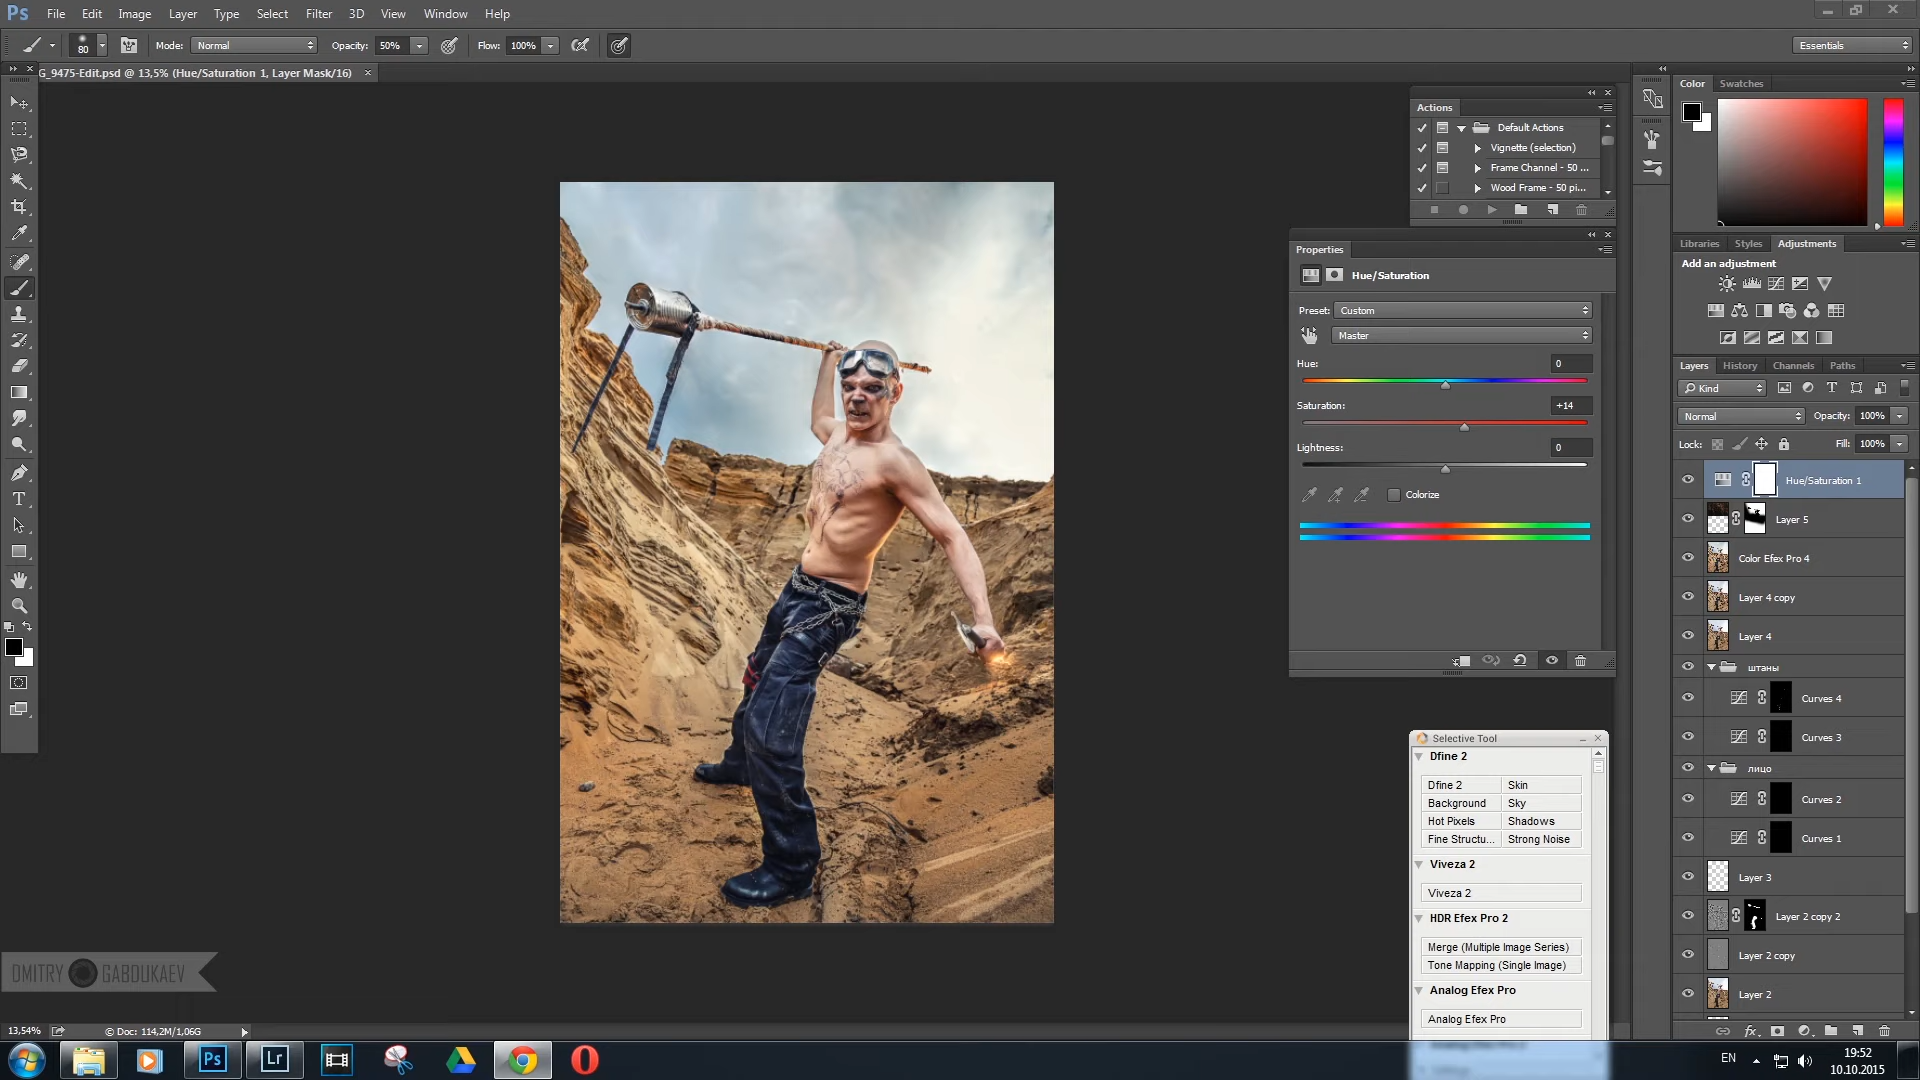 Ps File Edit Image Layer Type Select Filter 3D View Window Help
80 Mode: Normal Opacity: 50% Flow: 100% Essentials
G_9475-Edit.psd @ 13,5% (Hue/Saturation 1, Layer Mask/16)
Actions
Default Actions
Vignette (selection)
Frame Channel - 50 ...
Wood Frame - 50 pi...
Properties
Hue/Saturation
Preset: Custom
Master
Hue: 0
Saturation: +14
Lightness: 0
Colorize
Selective Tool
Dfine 2
Dfine 2 Skin
Background Sky
Hot Pixels Shadows
Fine Structu... Strong Noise
Viveza 2
Viveza 2
HDR Efex Pro 2
Merge (Multiple Image Series)
Tone Mapping (Single Image)
Analog Efex Pro
Analog Efex Pro
Color Swatches
Libraries Styles Adjustments
Add an adjustment
Layers History Channels Paths
Kind
Normal Opacity: 100%
Lock: Fill: 100%
Hue/Saturation 1
Layer 5
Color Efex Pro 4
Layer 4 copy
Layer 4
штаны
Curves 4
Curves 3
лицо
Curves 2
Curves 1
Layer 3
Layer 2 copy 2
Layer 2 copy
Layer 2
DMITRY GABDUKAEV
13,54% Doc: 114,2M/1,06G
Ps Lr EN 19:52
10.10.2015